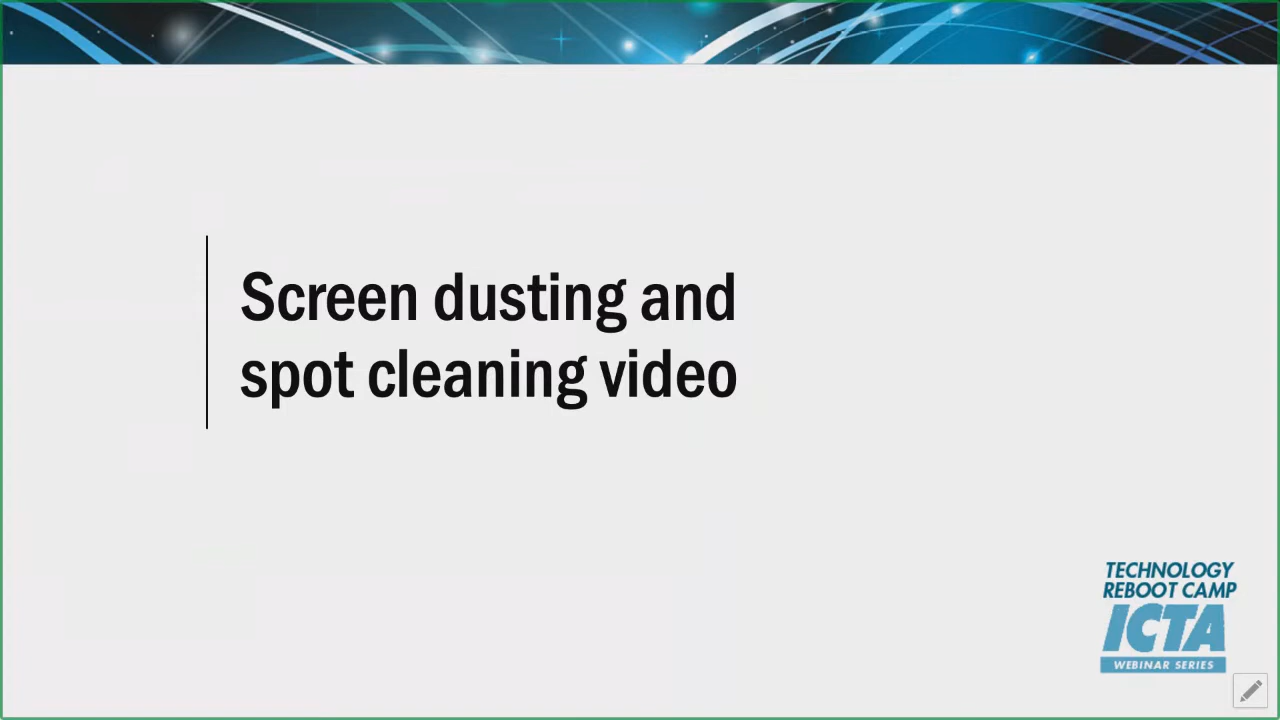 Screen dusting and
spot cleaning video
TECHNOLOGY
REBOOT CAMP
ICTA
WEBINAR SERIES